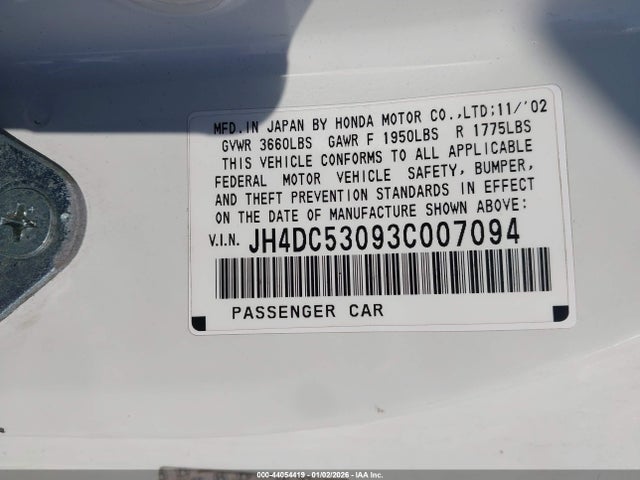 MFD.IN JAPAN BY HONDA MOTOR CO.,LTD;11/'02
GVWR 3660LBS GAWR F 1950LBS R 1775LBS
THIS VEHICLE CONFORMS TO ALL APPLICABLE
FEDERAL MOTOR VEHICLE SAFETY, BUMPER,
AND THEFT PREVENTION STANDARDS IN EFFECT
ON THE DATE OF MANUFACTURE SHOWN ABOVE:
V.I.N. JH4DC53093C007094
PASSENGER CAR
000-44054419 - 01/02/2026 - IAA Inc.